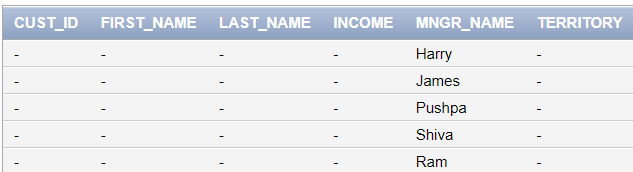 CUST_ID FIRST_NAME LAST_NAME INCOME MNGR_NAME TERRITORY
- - - - Harry -
- - - - James -
- - - - Pushpa -
- - - - Shiva -
- - - - Ram -